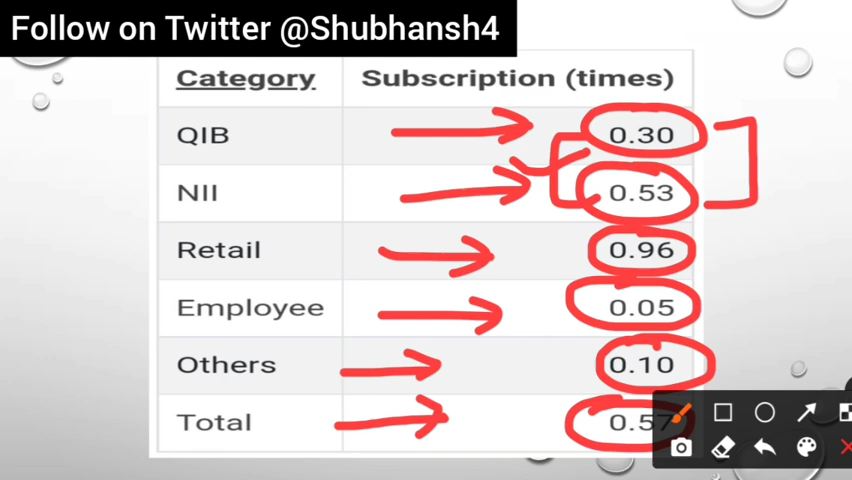 Follow on Twitter @Shubhansh4
Category Subscription (times)
QIB 0.30
NII 0.53
Retail 0.96
Employee 0.05
Others 0.10
Total 0.57